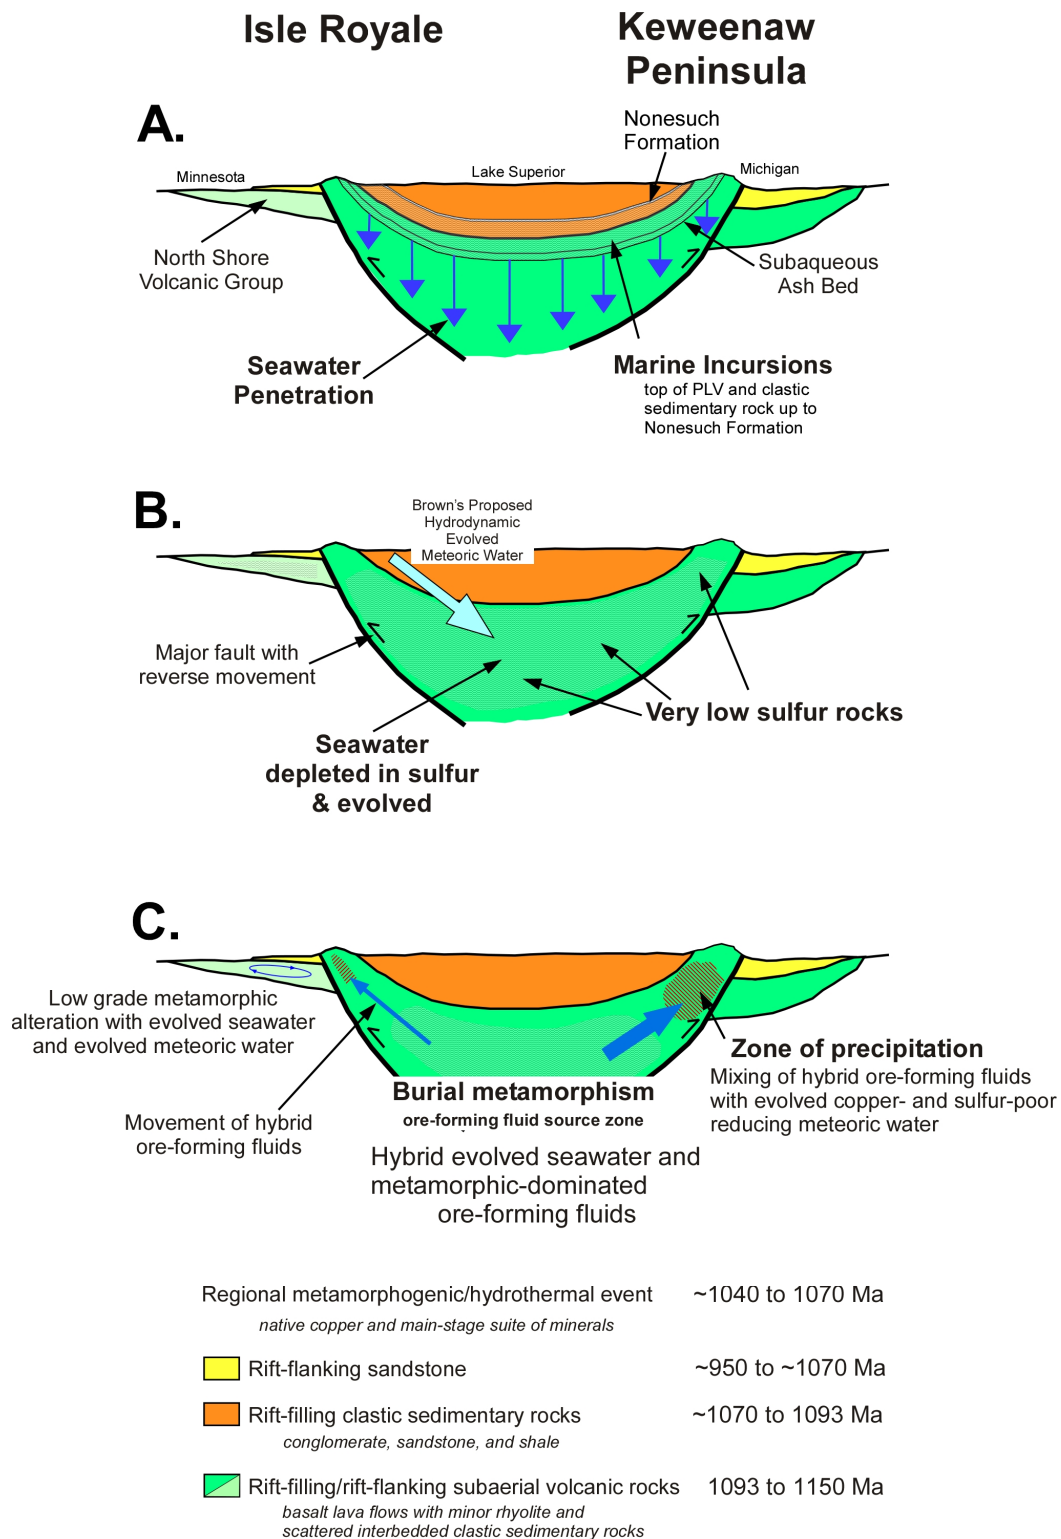 Isle Royale
Keweenaw
Peninsula
A.
Nonesuch
Formation
Minnesota
Lake Superior
Michigan
North Shore
Volcanic Group
Subaqueous
Ash Bed
Seawater
Penetration
Marine Incursions
top of PLV and clastic
sedimentary rock up to
Nonesuch Formation
B.
Brown's Proposed
Hydrodynamic
Evolved
Meteoric Water
Major fault with
reverse movement
Very low sulfur rocks
Seawater
depleted in sulfur
& evolved
C.
Low grade metamorphic
alteration with evolved seawater
and evolved meteoric water
Zone of precipitation
Mixing of hybrid ore-forming fluids
with evolved copper- and sulfur-poor
reducing meteoric water
Movement of hybrid
ore-forming fluids
Burial metamorphism
ore-forming fluid source zone
Hybrid evolved seawater and
metamorphic-dominated
ore-forming fluids
Regional metamorphogenic/hydrothermal event ~1040 to 1070 Ma
native copper and main-stage suite of minerals
Rift-flanking sandstone ~950 to ~1070 Ma
Rift-filling clastic sedimentary rocks ~1070 to 1093 Ma
conglomerate, sandstone, and shale
Rift-filling/rift-flanking subaerial volcanic rocks 1093 to 1150 Ma
basalt lava flows with minor rhyolite and
scattered interbedded clastic sedimentary rocks